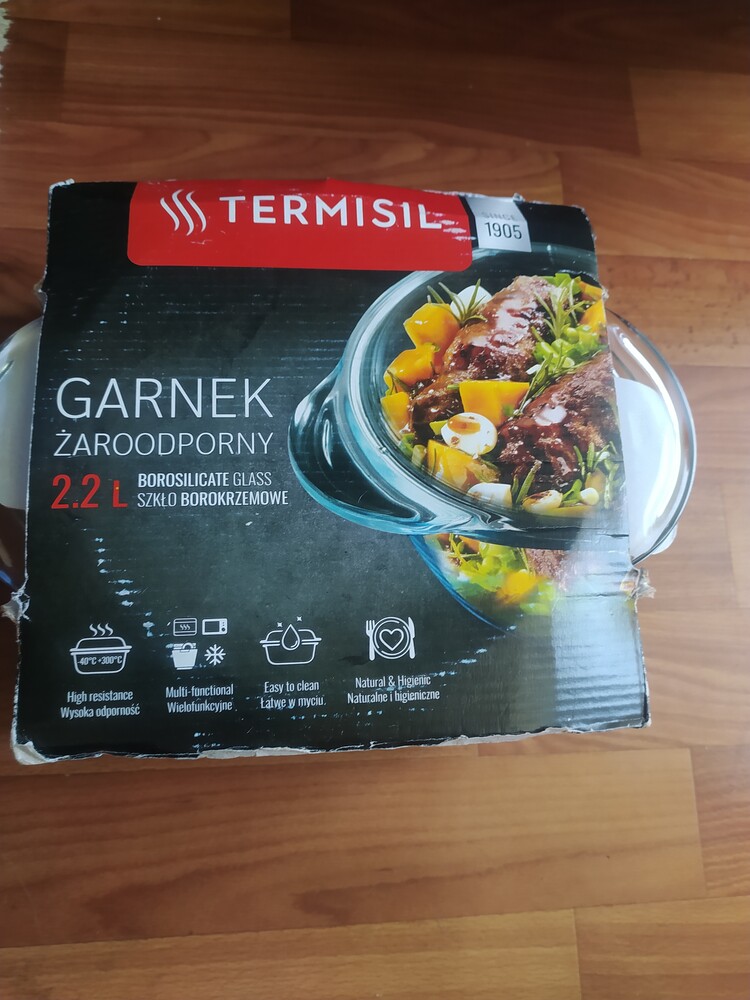 TERMISIL
SINCE
1905
GARNEK
ŻAROODPORNY
2.2 L
BOROSILICATE GLASS
SZKŁO BOROKRZEMOWE
-40°C +300°C
High resistance
Wysoka odporność
Multi-fonctional
Wielofunkcyjne
Easy to clean
Łatwe w myciu
Natural & Higienic
Naturalne i higieniczne